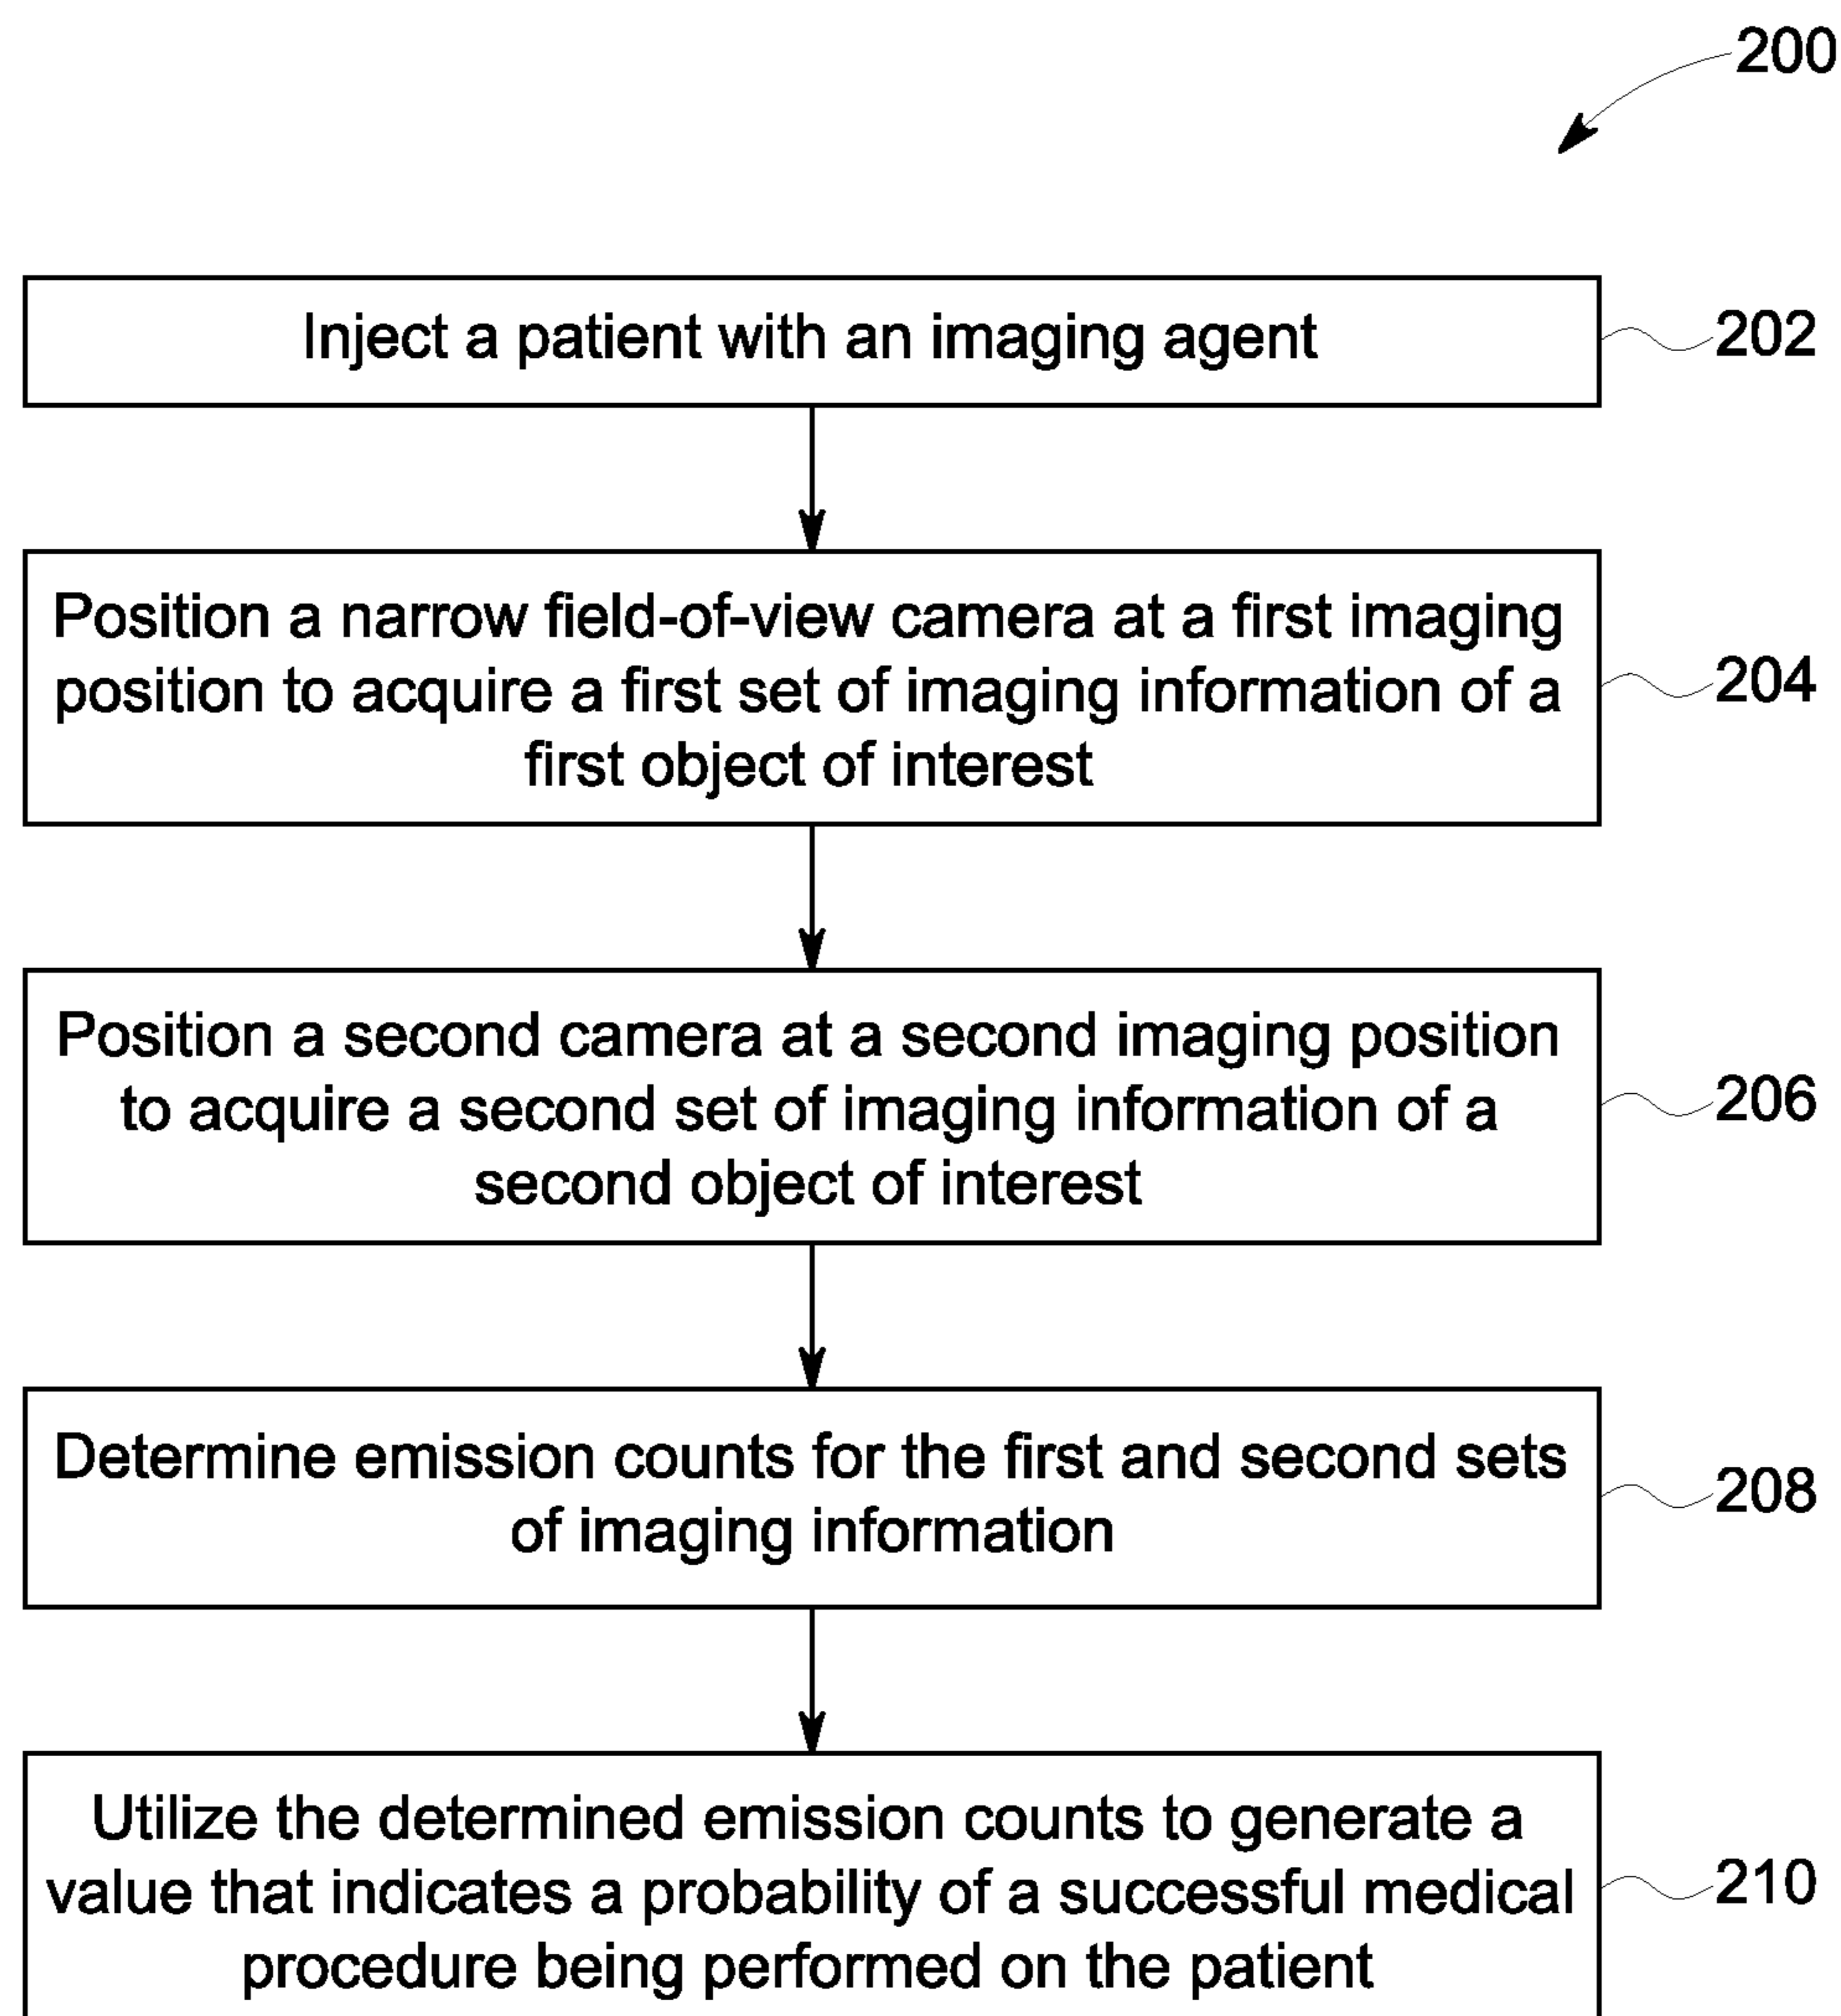 200
Inject a patient with an imaging agent
202
Position a narrow field-of-view camera at a first imaging
position to acquire a first set of imaging information of a
first object of interest
204
Position a second camera at a second imaging position
to acquire a second set of imaging information of a
second object of interest
206
Determine emission counts for the first and second sets
of imaging information
208
Utilize the determined emission counts to generate a
value that indicates a probability of a successful medical
procedure being performed on the patient
210